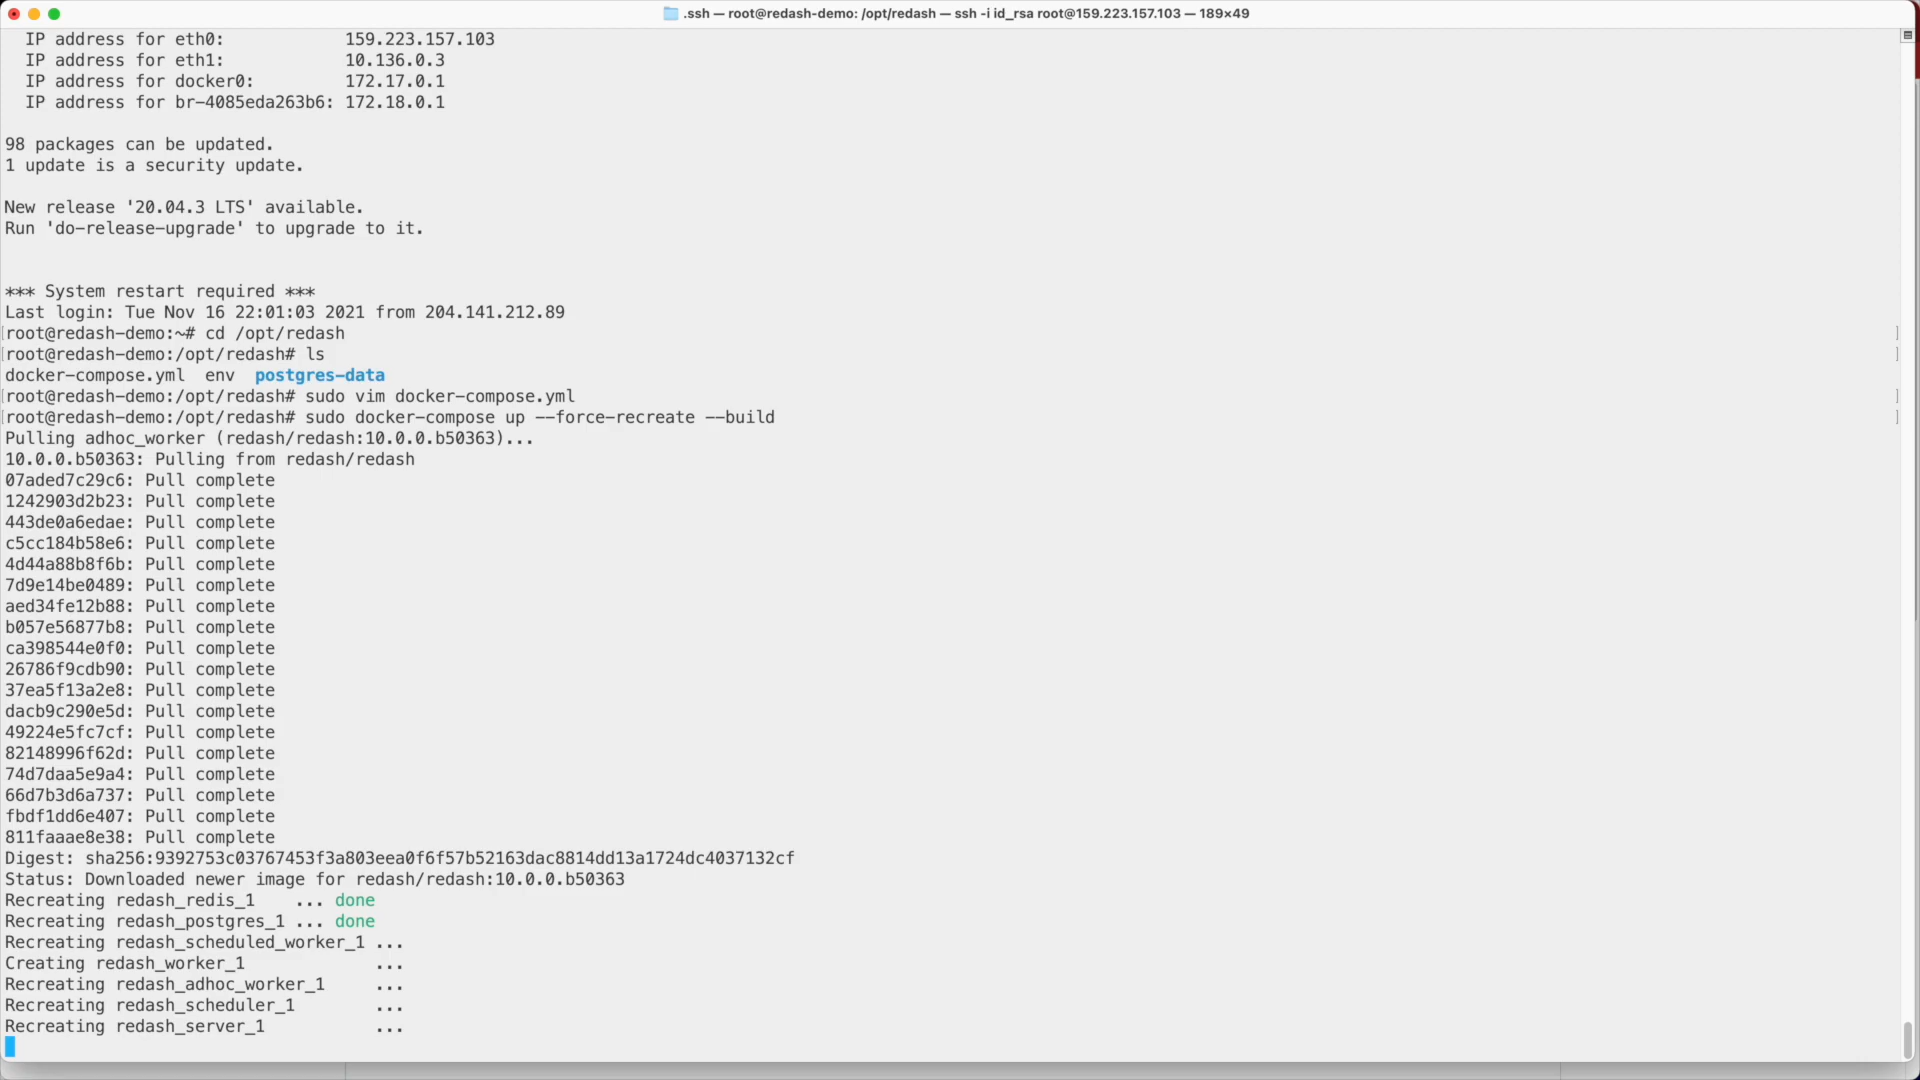 .ssh — root@redash-demo: /opt/redash — ssh -i id_rsa root@159.223.157.103 — 189×49
IP address for eth0:            159.223.157.103
IP address for eth1:            10.136.0.3
IP address for docker0:         172.17.0.1
IP address for br-4085eda263b6: 172.18.0.1
98 packages can be updated.
1 update is a security update.
New release '20.04.3 LTS' available.
Run 'do-release-upgrade' to upgrade to it.
*** System restart required ***
Last login: Tue Nov 16 22:01:03 2021 from 204.141.212.89
[root@redash-demo:~# cd /opt/redash ]
[root@redash-demo:/opt/redash# ls ]
docker-compose.yml  env  postgres-data
[root@redash-demo:/opt/redash# sudo vim docker-compose.yml ]
[root@redash-demo:/opt/redash# sudo docker-compose up --force-recreate --build ]
Pulling adhoc_worker (redash/redash:10.0.0.b50363)...
10.0.0.b50363: Pulling from redash/redash
07aded7c29c6: Pull complete
1242903d2b23: Pull complete
443de0a6edae: Pull complete
c5cc184b58e6: Pull complete
4d44a88b8f6b: Pull complete
7d9e14be0489: Pull complete
aed34fe12b88: Pull complete
b057e56877b8: Pull complete
ca398544e0f0: Pull complete
26786f9cdb90: Pull complete
37ea5f13a2e8: Pull complete
dacb9c290e5d: Pull complete
49224e5fc7cf: Pull complete
82148996f62d: Pull complete
74d7daa5e9a4: Pull complete
66d7b3d6a737: Pull complete
fbdf1dd6e407: Pull complete
811faaae8e38: Pull complete
Digest: sha256:9392753c03767453f3a803eea0f6f57b52163dac8814dd13a1724dc4037132cf
Status: Downloaded newer image for redash/redash:10.0.0.b50363
Recreating redash_redis_1    ... done
Recreating redash_postgres_1 ... done
Recreating redash_scheduled_worker_1 ...
Creating redash_worker_1             ...
Recreating redash_adhoc_worker_1     ...
Recreating redash_scheduler_1        ...
Recreating redash_server_1           ...